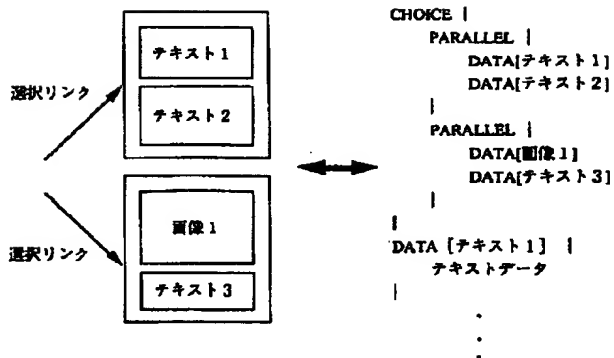 選択リンク
テキスト1
テキスト2
選択リンク
画像1
テキスト3
CHOICE {
PARALLEL {
DATA[テキスト1]
DATA[テキスト2]
}
PARALLEL {
DATA[画像1]
DATA[テキスト3]
}
}
DATA [テキスト1] {
テキストデータ
}